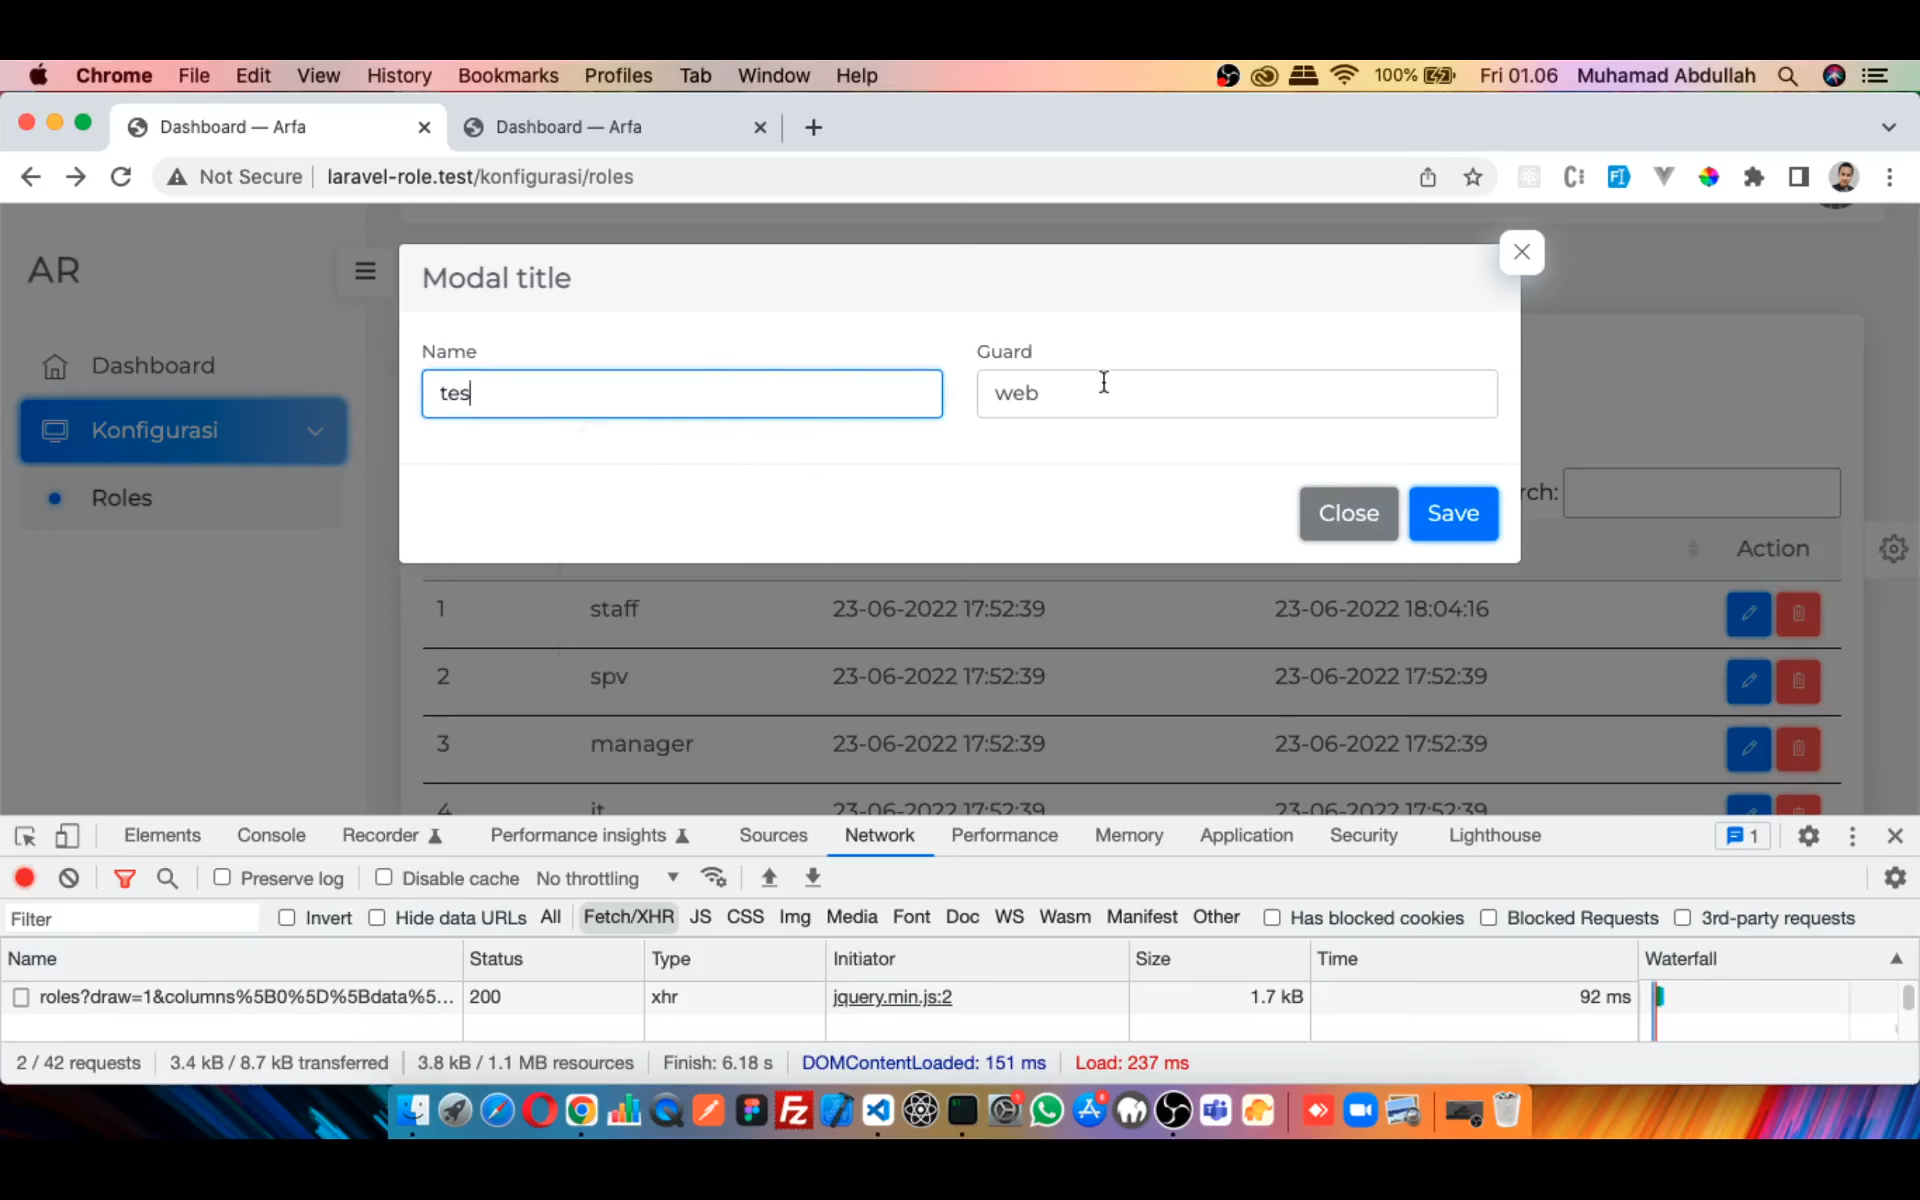 Chrome File Edit View History Bookmarks Profiles Tab Window Help 100% Fri 01.06 Muhamad Abdullah
Dashboard — Arfa Dashboard — Arfa
Not Secure laravel-role.test/konfigurasi/roles
AR
Dashboard
Konfigurasi
Roles
Modal title
Name Guard
tes web
Close Save
rch:
Action
1 staff 23-06-2022 17:52:39 23-06-2022 18:04:16
2 spv 23-06-2022 17:52:39 23-06-2022 17:52:39
3 manager 23-06-2022 17:52:39 23-06-2022 17:52:39
4 it 23-06-2022 17:52:39 23-06-2022 17:52:39
Elements Console Recorder Performance insights Sources Network Performance Memory Application Security Lighthouse 1
Preserve log Disable cache No throttling
Filter Invert Hide data URLs All Fetch/XHR JS CSS Img Media Font Doc WS Wasm Manifest Other Has blocked cookies Blocked Requests 3rd-party requests
Name Status Type Initiator Size Time Waterfall
roles?draw=1&columns%5B0%5D%5Bdata%5... 200 xhr jquery.min.js:2 1.7 kB 92 ms
2 / 42 requests 3.4 kB / 8.7 kB transferred 3.8 kB / 1.1 MB resources Finish: 6.18 s DOMContentLoaded: 151 ms Load: 237 ms